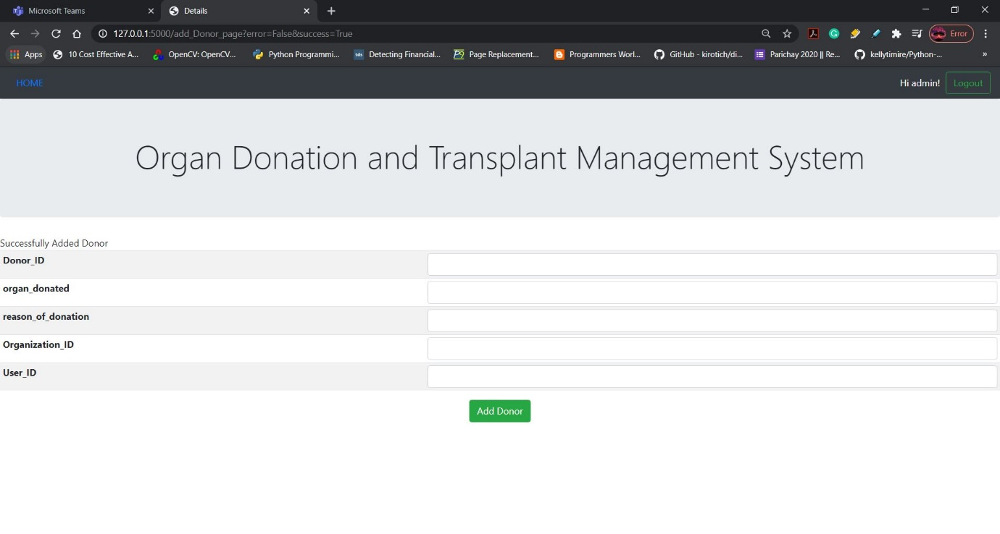 Microsoft Teams
Details
127.0.0.1:5000/add_Donor_page?error=False&success=True
Error
Apps
10 Cost Effective A...
OpenCV: OpenCV...
Python Programmi...
tds
Detecting Financial...
Page Replacement...
Programmers Worl...
GitHub - kirotich/di...
Parichay 2020 || Re...
kellytimire/Python-...
»
HOME
Hi admin!
Logout
Organ Donation and Transplant Management System
Successfully Added Donor
Donor_ID
organ_donated
reason_of_donation
Organization_ID
User_ID
Add Donor